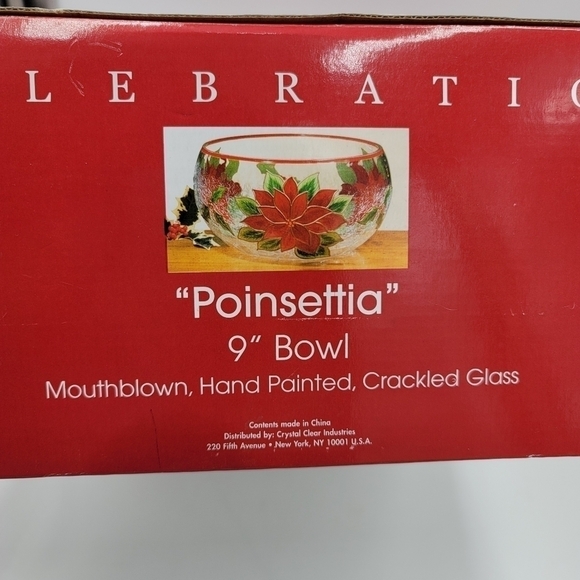 LEBRATIO
“Poinsettia”
9” Bowl
Mouthblown, Hand Painted, Crackled Glass
Contents made in China
Distributed by: Crystal Clear Industries
220 Fifth Avenue • New York, NY 10001 U.S.A.